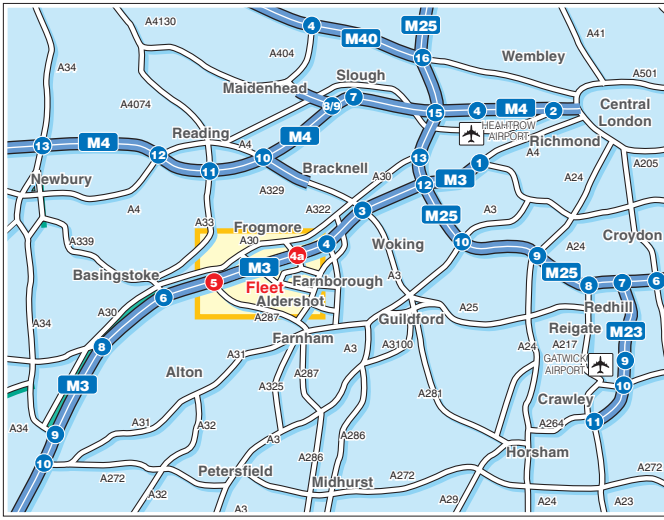 A4130
4
M25
A41
M40
A404
A34
16
Wembley
Slough
A501
Maidenhead
8/9
7
A4074
Central
London
15
4
M4
2
Reading
HEATHROW
AIRPORT
M4
A4
M4
13
Richmond
12
10
13
1
A4
A205
11
Bracknell
A30
M3
A24
Newbury
12
A329
A4
A322
3
M25
A3
A33
Frogmore
Croydon
A30
4
Woking
10
A339
4a
9
A24
M3
Basingstoke
5
Fleet
Farnborough
A3
M25
8
7
6
6
Aldershot
A30
A287
A25
Redhill
Guildford
A34
Farnham
Reigate
M23
8
A31
A3
A3100
A24
A217
GATWICK
AIRPORT
9
Alton
A287
M3
A325
10
A281
Crawley
A31
A32
A264
11
A34
9
A3
A286
Horsham
10
A286
Petersfield
A272
A272
A272
Midhurst
A32
A3
A29
A24
A23